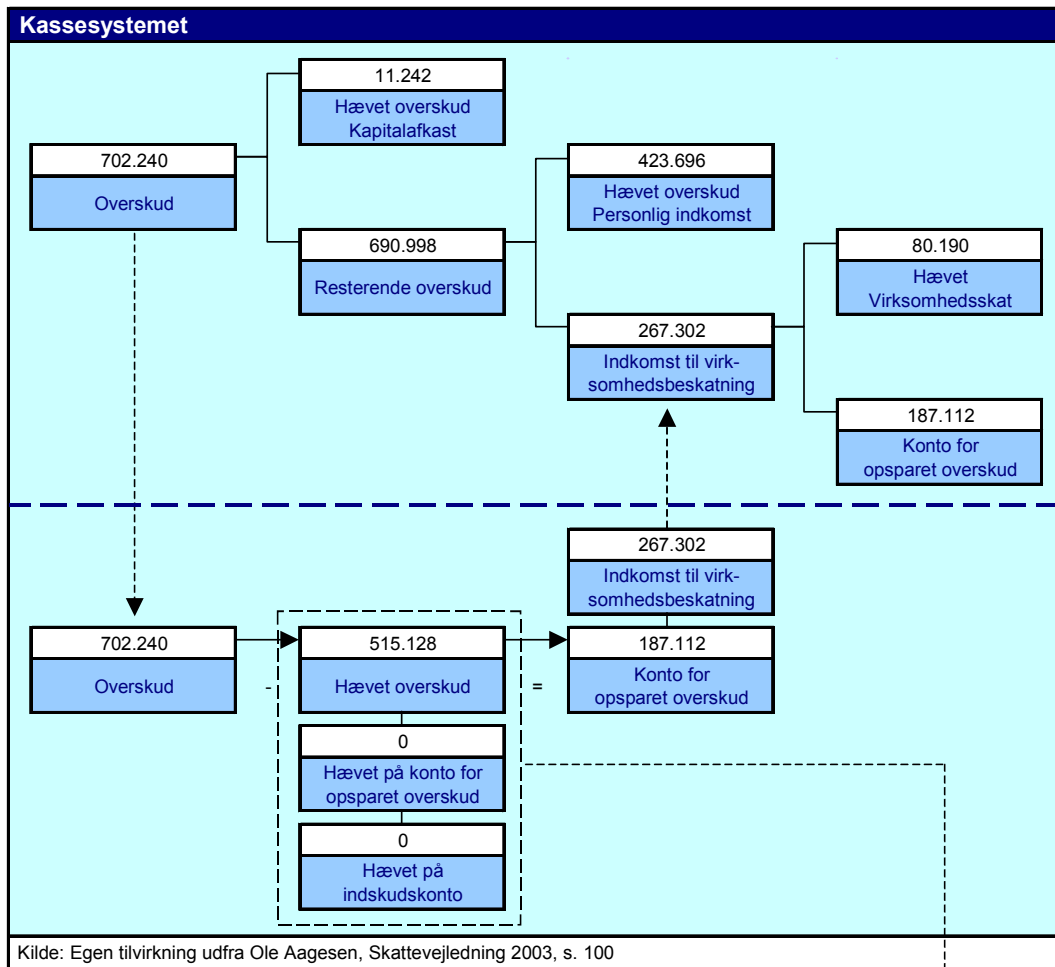 Kassesystemet
11.242
Hævet overskud
Kapitalafkast
702.240
Overskud
423.696
Hævet overskud
Personlig indkomst
690.998
Resterende overskud
80.190
Hævet
Virksomhedsskat
267.302
Indkomst til virk-
somhedsbeskatning
187.112
Konto for
opsparet overskud
267.302
Indkomst til virk-
somhedsbeskatning
702.240
Overskud
-
515.128
Hævet overskud
=
187.112
Konto for
opsparet overskud
0
Hævet på konto for
opsparet overskud
0
Hævet på
indskudskonto
Kilde: Egen tilvirkning udfra Ole Aagesen, Skattevejledning 2003, s. 100